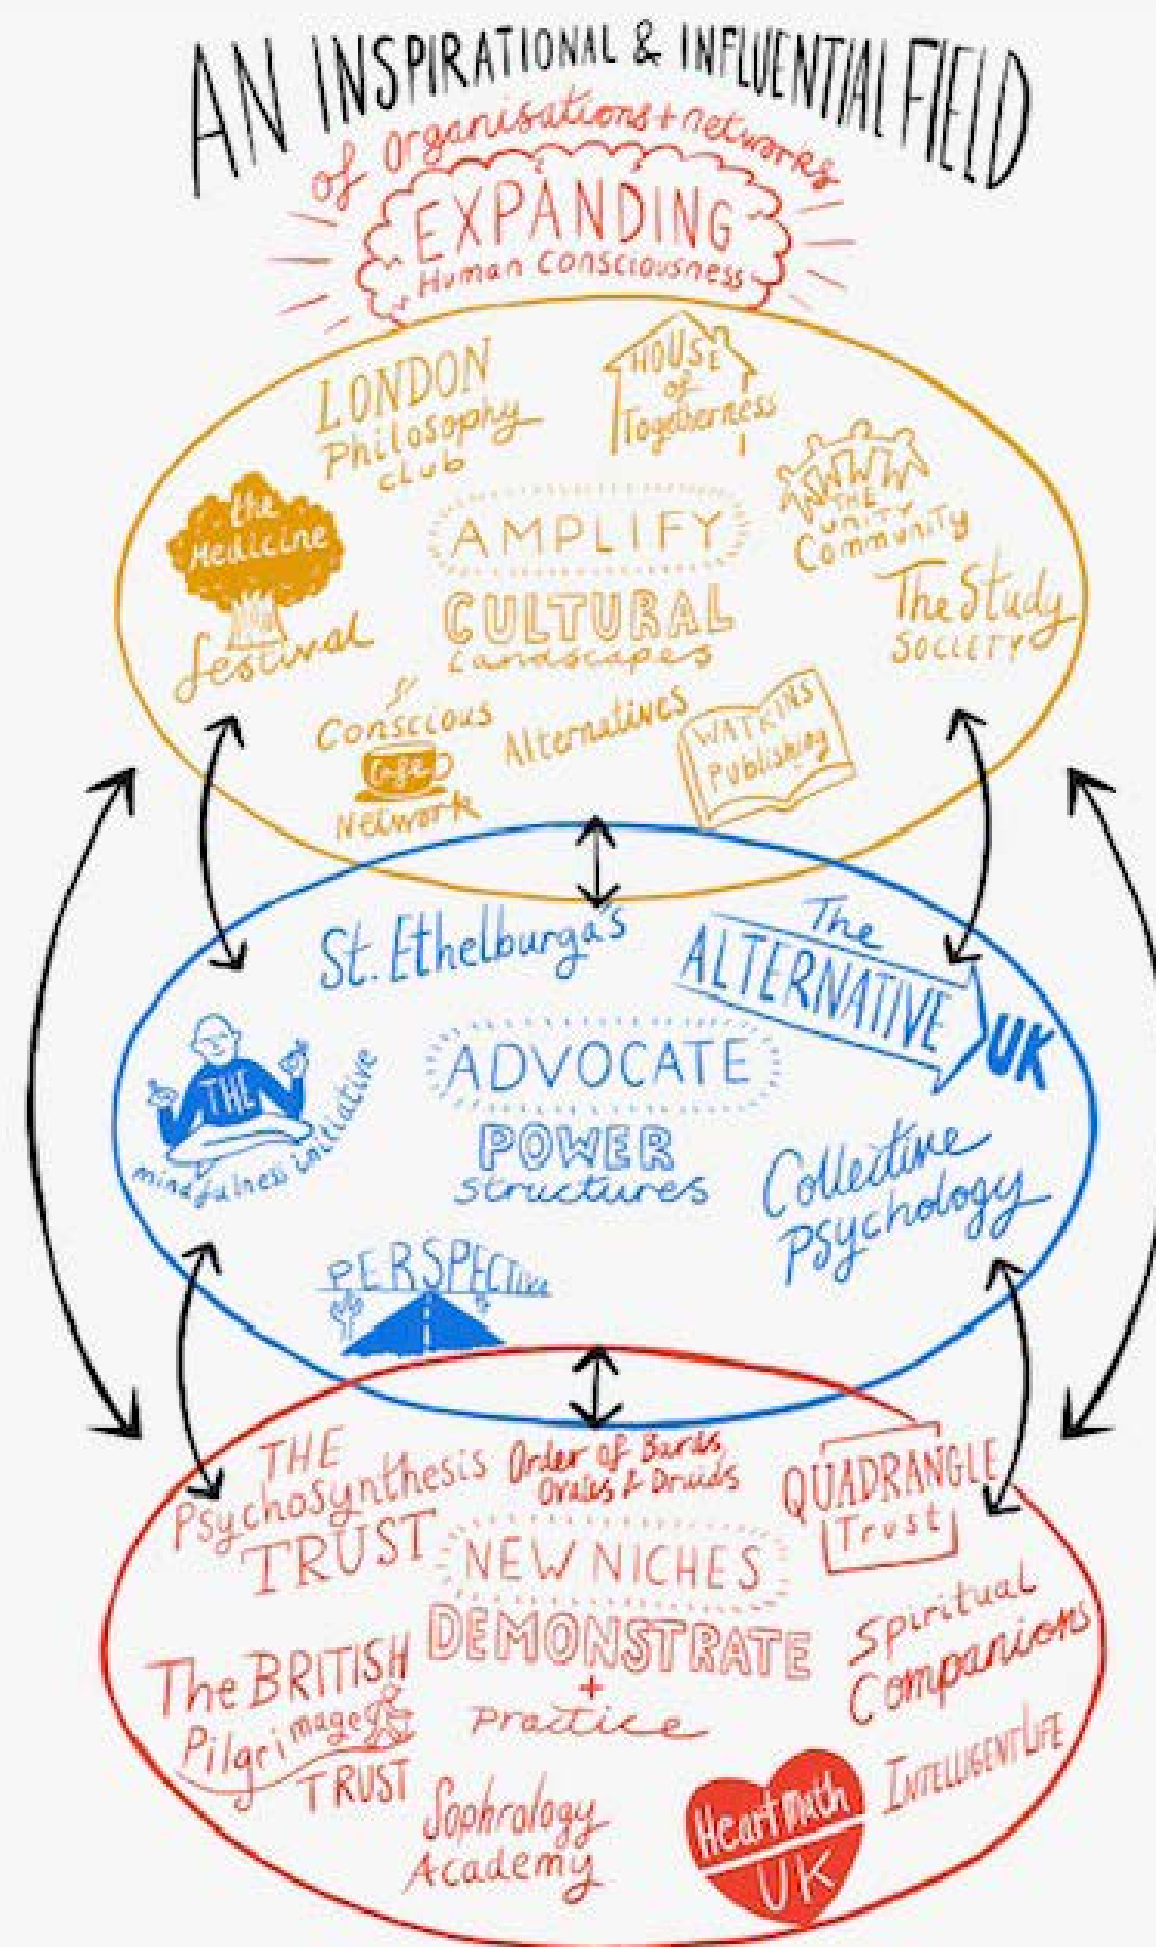 AN INSPIRATIONAL & INFLUENTIAL FIELD
of organisations + networks
EXPANDING
Human Consciousness
LONDON
Philosophy
club
HOUSE
of
Togetherness
the
Medicine
festival
AMPLIFY
CULTURAL
Landscapes
THE
UNITY
Community
The Study
SOCIETY
Conscious
Cafe
Network
Alternatives
WATKINS
Publishing
St. Ethelburga's
The
ALTERNATIVE
UK
THE
mindfulness initiative
ADVOCATE
POWER
Structures
Collective
Psychology
PERSPECTIVA
THE
Psychosynthesis
TRUST
Order of Bards
Ovates & Druids
QUADRANGLE
Trust
NEW NICHES
DEMONSTRATE
+
Practice
Spiritual
Companions
The BRITISH
Pilgrimage
TRUST
Sophrology
Academy
Heartmath
UK
INTELLIGENT LIFE